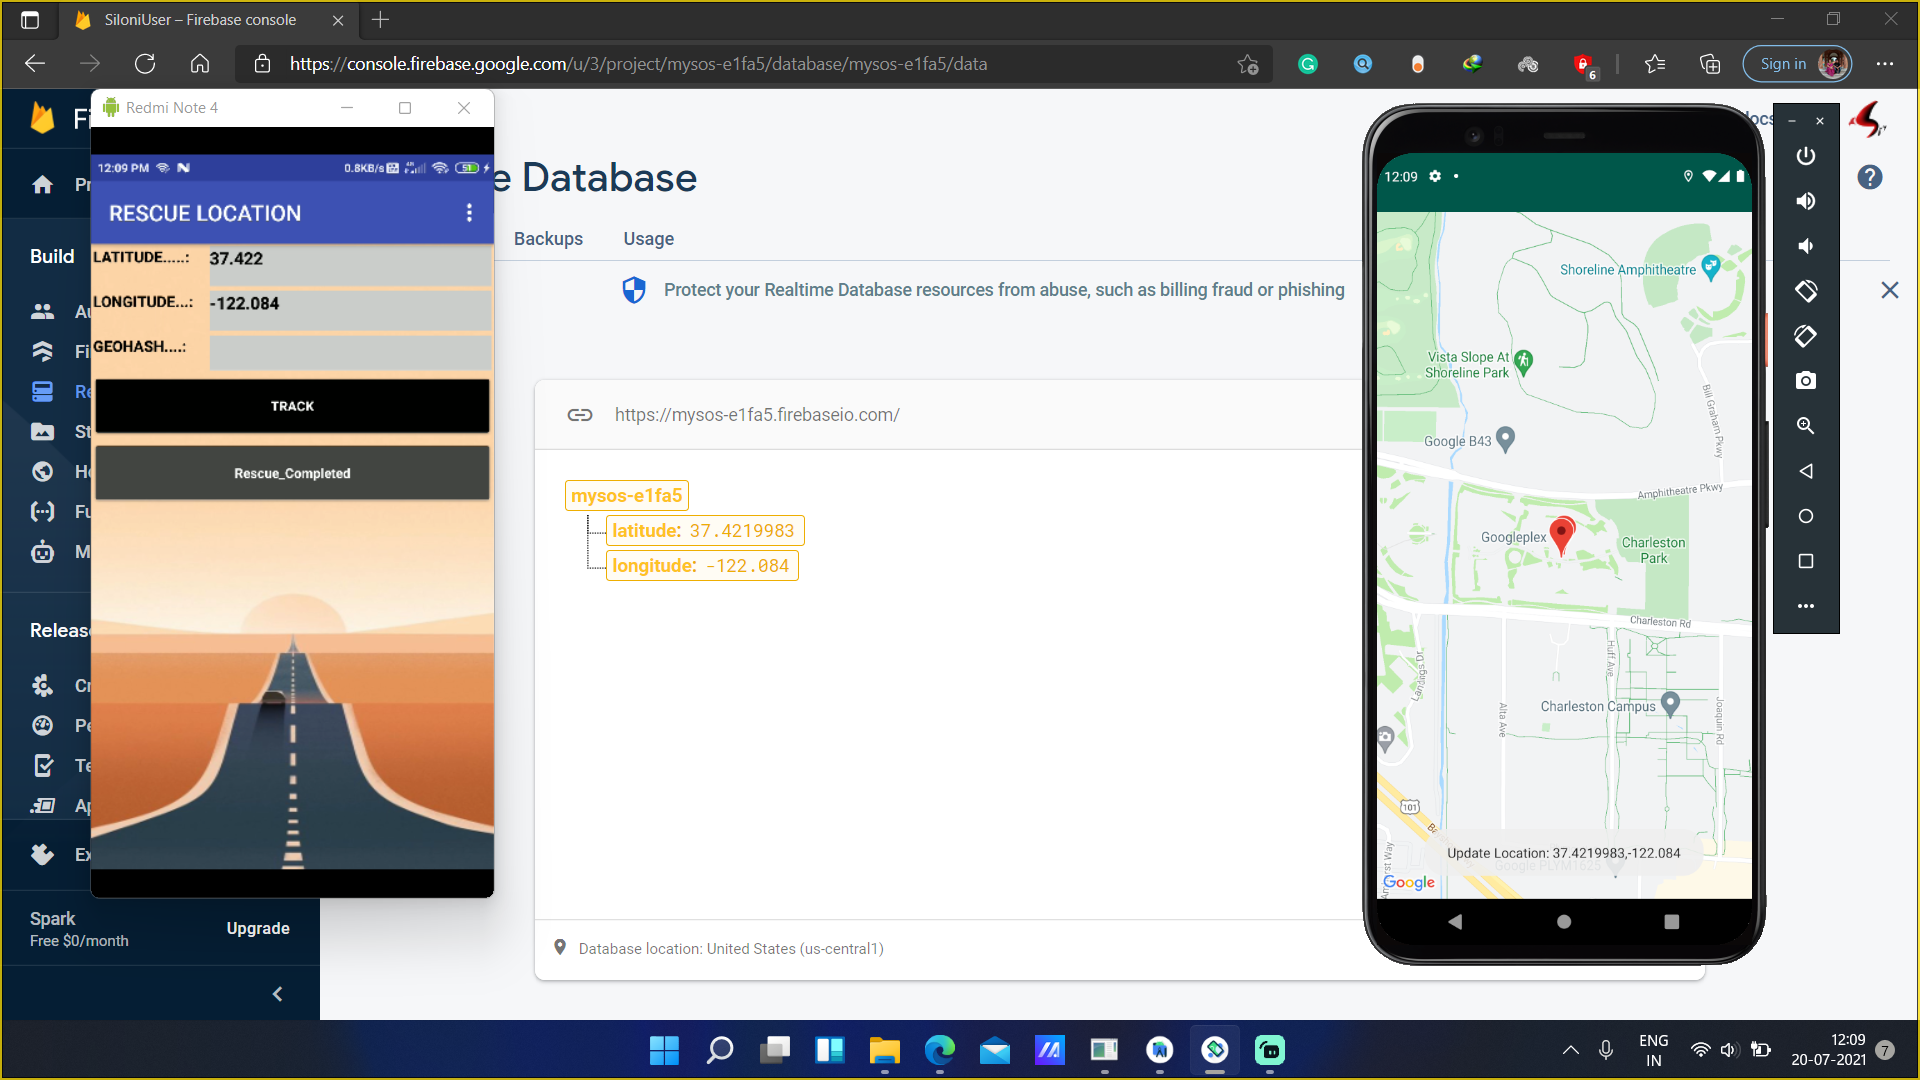 SiloniUser – Firebase console
https://console.firebase.google.com/u/3/project/mysos-e1fa5/database/mysos-e1fa5/data
6
Sign in
Redmi Note 4
12:09 PM
0.8KB/s
51
RESCUE LOCATION
LATITUDE.....:
37.422
LONGITUDE...:
-122.084
GEOHASH....:
TRACK
Rescue_Completed
Fi
Pr
Build
Au
Fi
Re
St
Ho
Fu
M
Releas
Cr
Pe
Te
Ap
Ex
Spark
Free $0/month
Upgrade
e Database
Backups
Usage
Protect your Realtime Database resources from abuse, such as billing fraud or phishing
https://mysos-e1fa5.firebaseio.com/
mysos-e1fa5
latitude: 37.4219983
longitude: -122.084
Database location: United States (us-central1)
docs
12:09
Shoreline Amphitheatre
Vista Slope At
Shoreline Park
Bill Graham Pkwy
Google B43
Amphitheatre Pkwy
Googleplex
Charleston
Park
Charleston Rd
Huff Ave
Landings Dr
Charleston Campus
Alta Ave
Joaquin Rd
101
Update Location: 37.4219983,-122.084
Google PLYM1625
Google
ENG
IN
12:09
20-07-2021
7